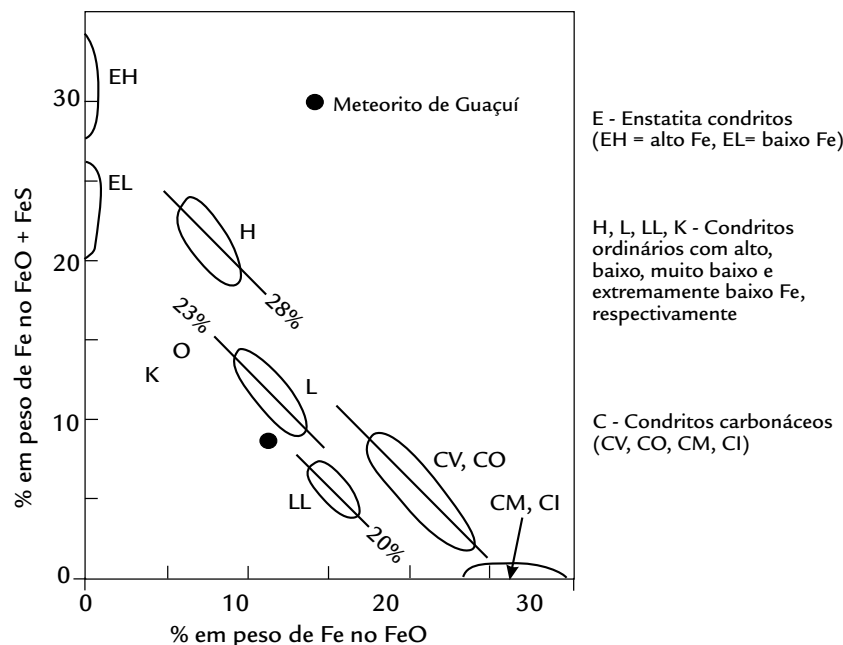 EH
30
Meteorito de Guaçuí
E - Enstatita condritos
(EH = alto Fe, EL= baixo Fe)
EL
% em peso de Fe no FeO + FeS
H
H, L, LL, K - Condritos
ordinários com alto,
baixo, muito baixo e
extremamente baixo Fe,
respectivamente
20
23%
28%
O
K
L
10
C - Condritos carbonáceos
(CV, CO, CM, CI)
CV, CO
LL
CM, CI
20%
0
0
10
20
30
% em peso de Fe no FeO